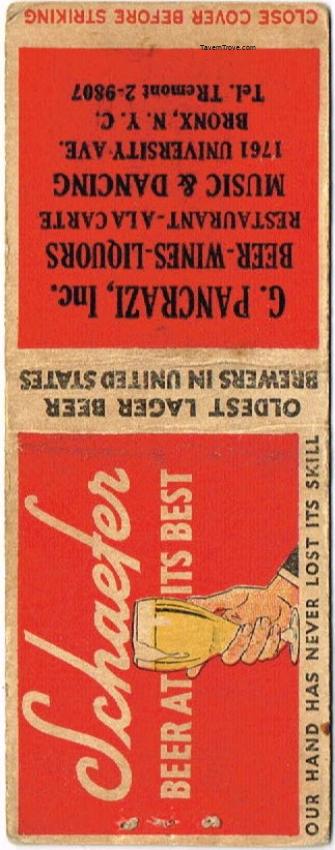 CLOSE COVER BEFORE STRIKING
TavernTrove.com
G. PANCRAZI, Inc.
BEER-WINES-LIQUORS
RESTAURANT-A LA CARTE
MUSIC & DANCING
1761 UNIVERSITY AVE.
BRONX, N. Y. C.
Tel. TRemont 2-9807
OLDEST LAGER BEER
BREWERS IN UNITED STATES
Schaefer
BEER AT ITS BEST
OUR HAND HAS NEVER LOST ITS SKILL